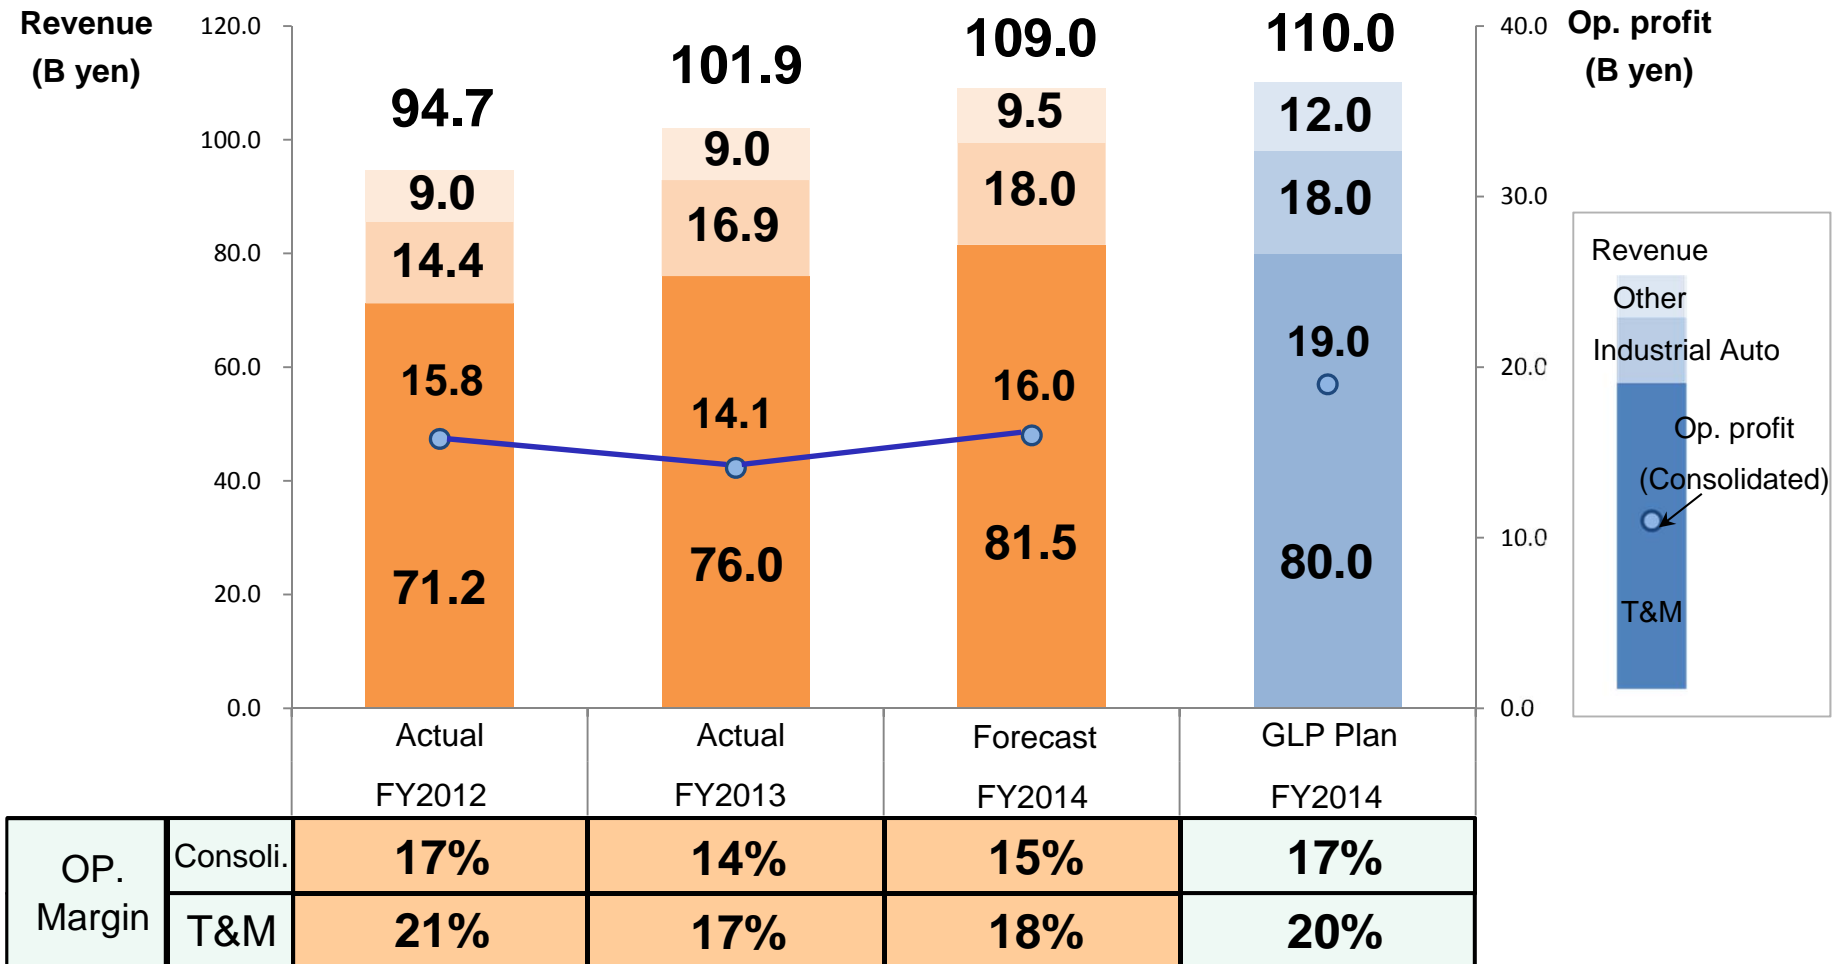 Revenue
(B yen)
Op. profit
(B yen)
120.0
100.0
80.0
60.0
40.0
20.0
0.0
94.7
9.0
14.4
15.8
71.2
101.9
9.0
16.9
14.1
76.0
109.0
9.5
18.0
16.0
81.5
110.0
12.0
18.0
19.0
80.0
40.0
30.0
20.0
10.0
0.0
Revenue
Other
Industrial Auto
Op. profit
(Consolidated)
T&M
Actual
FY2012
Actual
FY2013
Forecast
FY2014
GLP Plan
FY2014
OP.
Margin
Consoli. 17% 14% 15% 17%
T&M 21% 17% 18% 20%